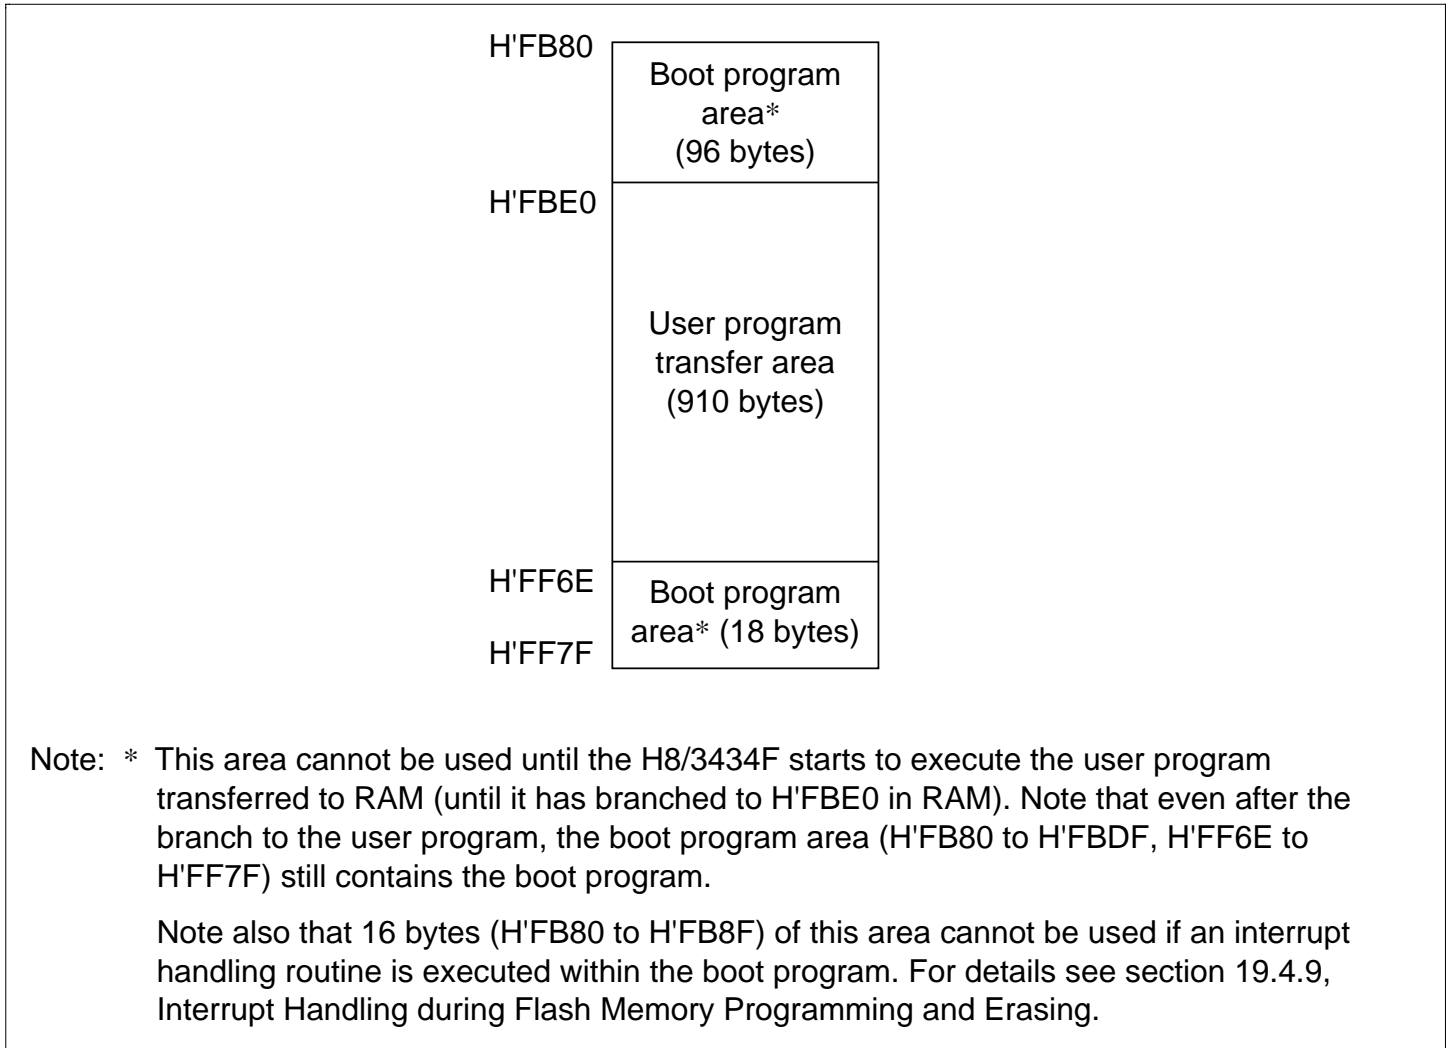 H'FB80
Boot program
area*
(96 bytes)
H'FBE0
User program
transfer area
(910 bytes)
H'FF6E
Boot program
area* (18 bytes)
H'FF7F
Note: * This area cannot be used until the H8/3434F starts to execute the user program
transferred to RAM (until it has branched to H'FBE0 in RAM). Note that even after the
branch to the user program, the boot program area (H'FB80 to H'FBDF, H'FF6E to
H'FF7F) still contains the boot program.
Note also that 16 bytes (H'FB80 to H'FB8F) of this area cannot be used if an interrupt
handling routine is executed within the boot program. For details see section 19.4.9,
Interrupt Handling during Flash Memory Programming and Erasing.